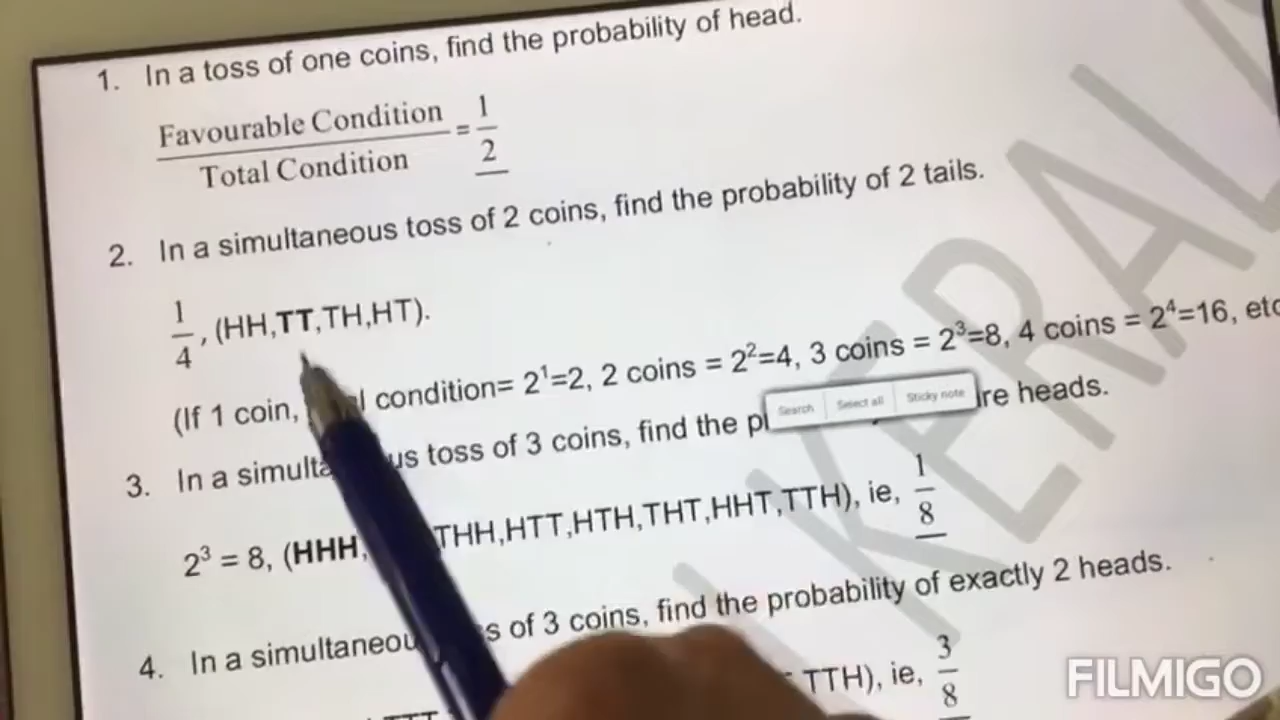 1. In a toss of one coins, find the probability of head.
Favourable Condition
Total Condition
= 1
2
2. In a simultaneous toss of 2 coins, find the probability of 2 tails.
1
4 , (HH,TT,TH,HT).
(If 1 coin, condition= 2¹=2, 2 coins = 2²=4, 3 coins = 2³=8, 4 coins = 2⁴=16, etc
Search Select all Sticky note
3. In a toss of 3 coins, find the heads.
2³ = 8, (HHH, THH,HTT,HTH,THT,HHT,TTH), ie, 1
8
4. In a of 3 coins, find the probability of exactly 2 heads.
TTH), ie, 3
8
KERALA
FILMIGO